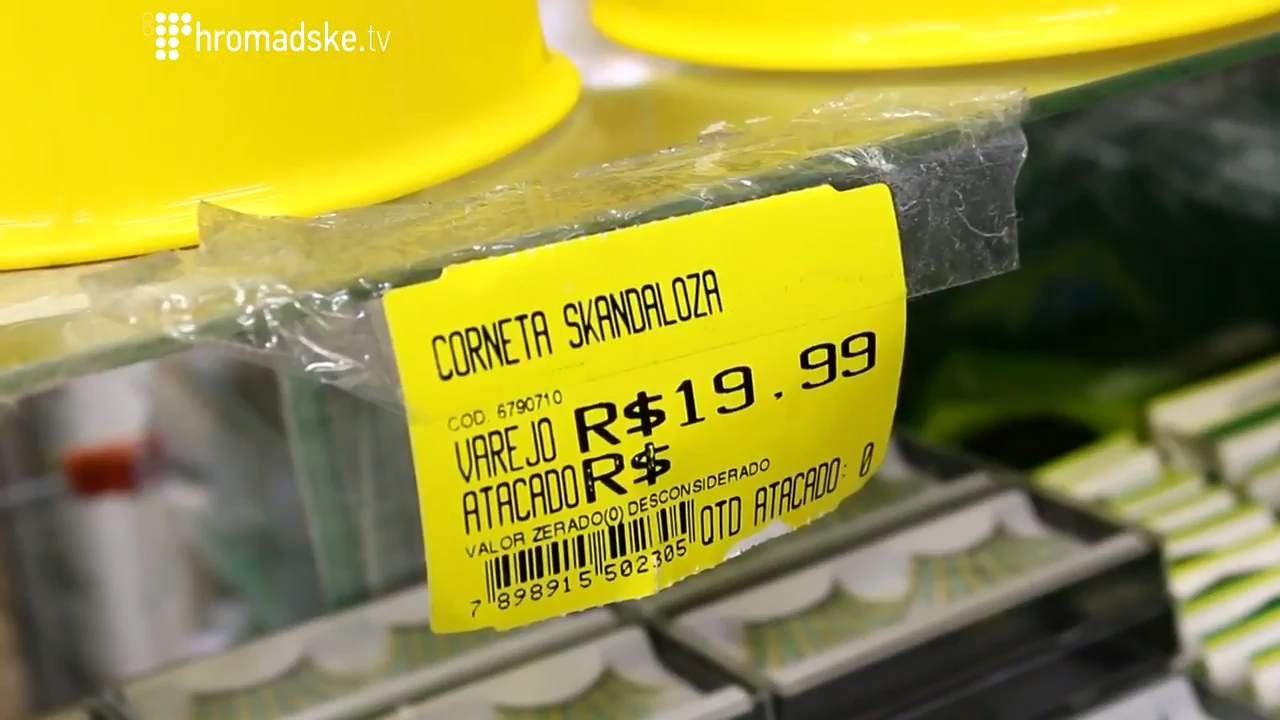 hromadske.tv
CORNETA SKANDALOZA
COD. 6790710
VAREJO R$19.99
ATACADO R$
VALOR ZERADO(0) DESCONSIDERADO
QTD ATACADO: 0
7 898915 502305